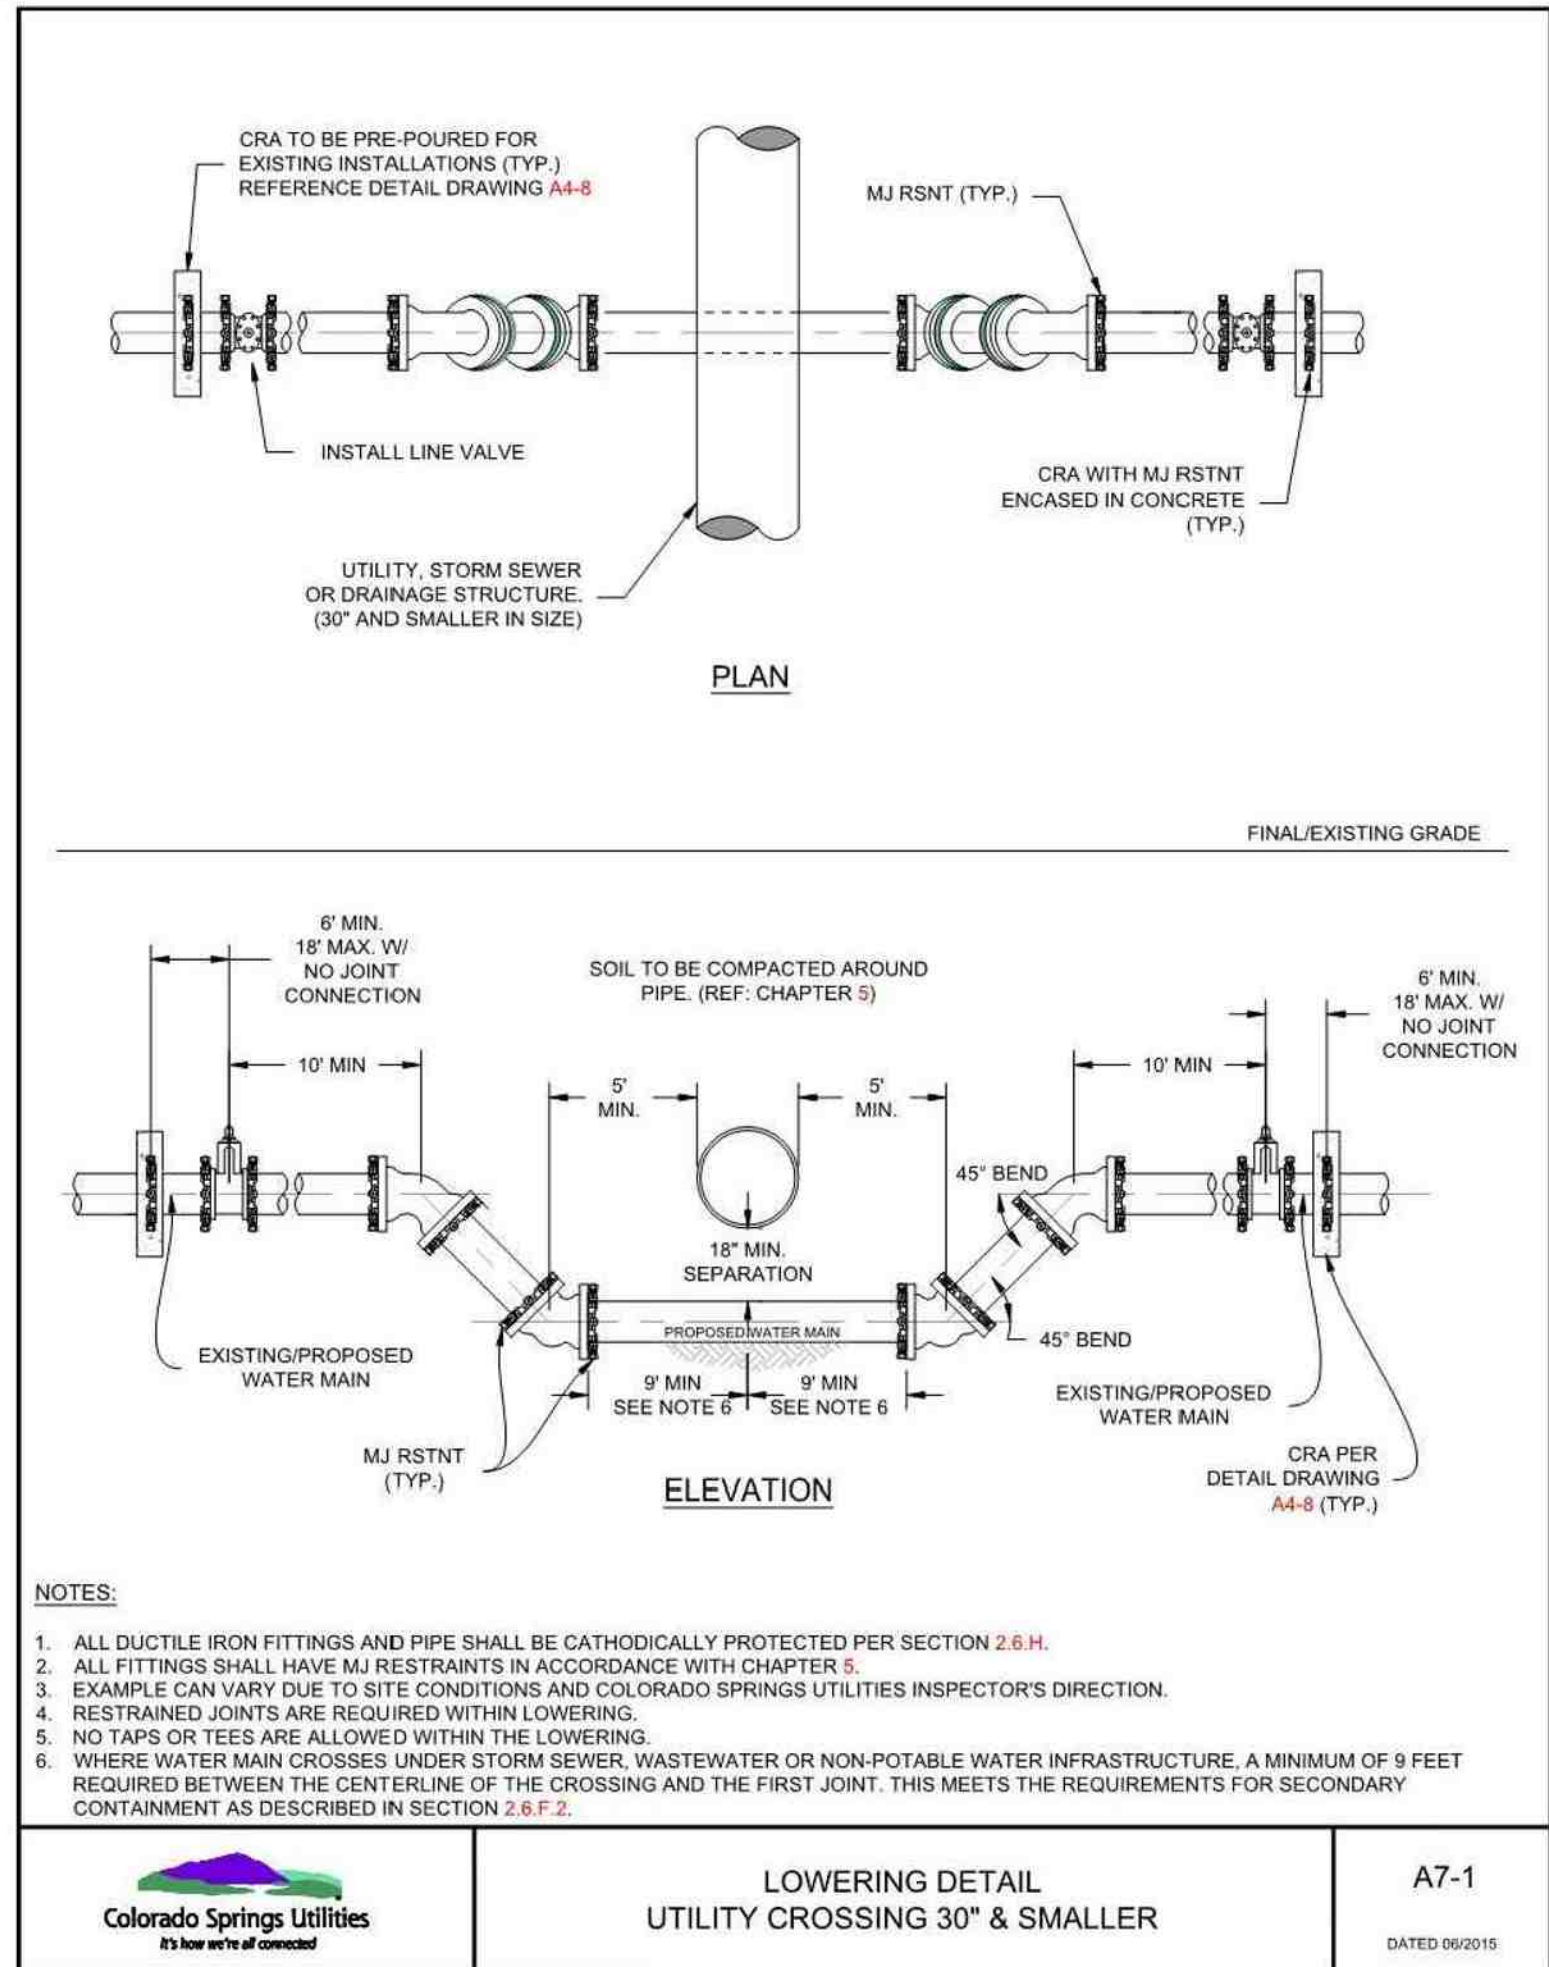 CRA TO BE PRE-POURED FOR
EXISTING INSTALLATIONS (TYP.)
REFERENCE DETAIL DRAWING A4-8
MJ RSNT (TYP.)
INSTALL LINE VALVE
CRA WITH MJ RSTNT
ENCASED IN CONCRETE
(TYP.)
UTILITY, STORM SEWER
OR DRAINAGE STRUCTURE.
(30" AND SMALLER IN SIZE)
PLAN
FINAL/EXISTING GRADE
6' MIN.
18' MAX. W/
NO JOINT
CONNECTION
SOIL TO BE COMPACTED AROUND
PIPE. (REF: CHAPTER 5)
6' MIN.
18' MAX. W/
NO JOINT
CONNECTION
10' MIN
5'
MIN.
5'
MIN.
10' MIN
45° BEND
18" MIN.
SEPARATION
PROPOSED WATER MAIN
45° BEND
EXISTING/PROPOSED
WATER MAIN
9' MIN
SEE NOTE 6
9' MIN
SEE NOTE 6
EXISTING/PROPOSED
WATER MAIN
MJ RSTNT
(TYP.)
CRA PER
DETAIL DRAWING
A4-8 (TYP.)
ELEVATION
NOTES:
1. ALL DUCTILE IRON FITTINGS AND PIPE SHALL BE CATHODICALLY PROTECTED PER SECTION 2.6.H.
2. ALL FITTINGS SHALL HAVE MJ RESTRAINTS IN ACCORDANCE WITH CHAPTER 5.
3. EXAMPLE CAN VARY DUE TO SITE CONDITIONS AND COLORADO SPRINGS UTILITIES INSPECTOR'S DIRECTION.
4. RESTRAINED JOINTS ARE REQUIRED WITHIN LOWERING.
5. NO TAPS OR TEES ARE ALLOWED WITHIN THE LOWERING.
6. WHERE WATER MAIN CROSSES UNDER STORM SEWER, WASTEWATER OR NON-POTABLE WATER INFRASTRUCTURE, A MINIMUM OF 9 FEET
REQUIRED BETWEEN THE CENTERLINE OF THE CROSSING AND THE FIRST JOINT. THIS MEETS THE REQUIREMENTS FOR SECONDARY
CONTAINMENT AS DESCRIBED IN SECTION 2.6.F.2.
Colorado Springs Utilities
It's how we're all connected
LOWERING DETAIL
UTILITY CROSSING 30" & SMALLER
A7-1
DATED 06/2015